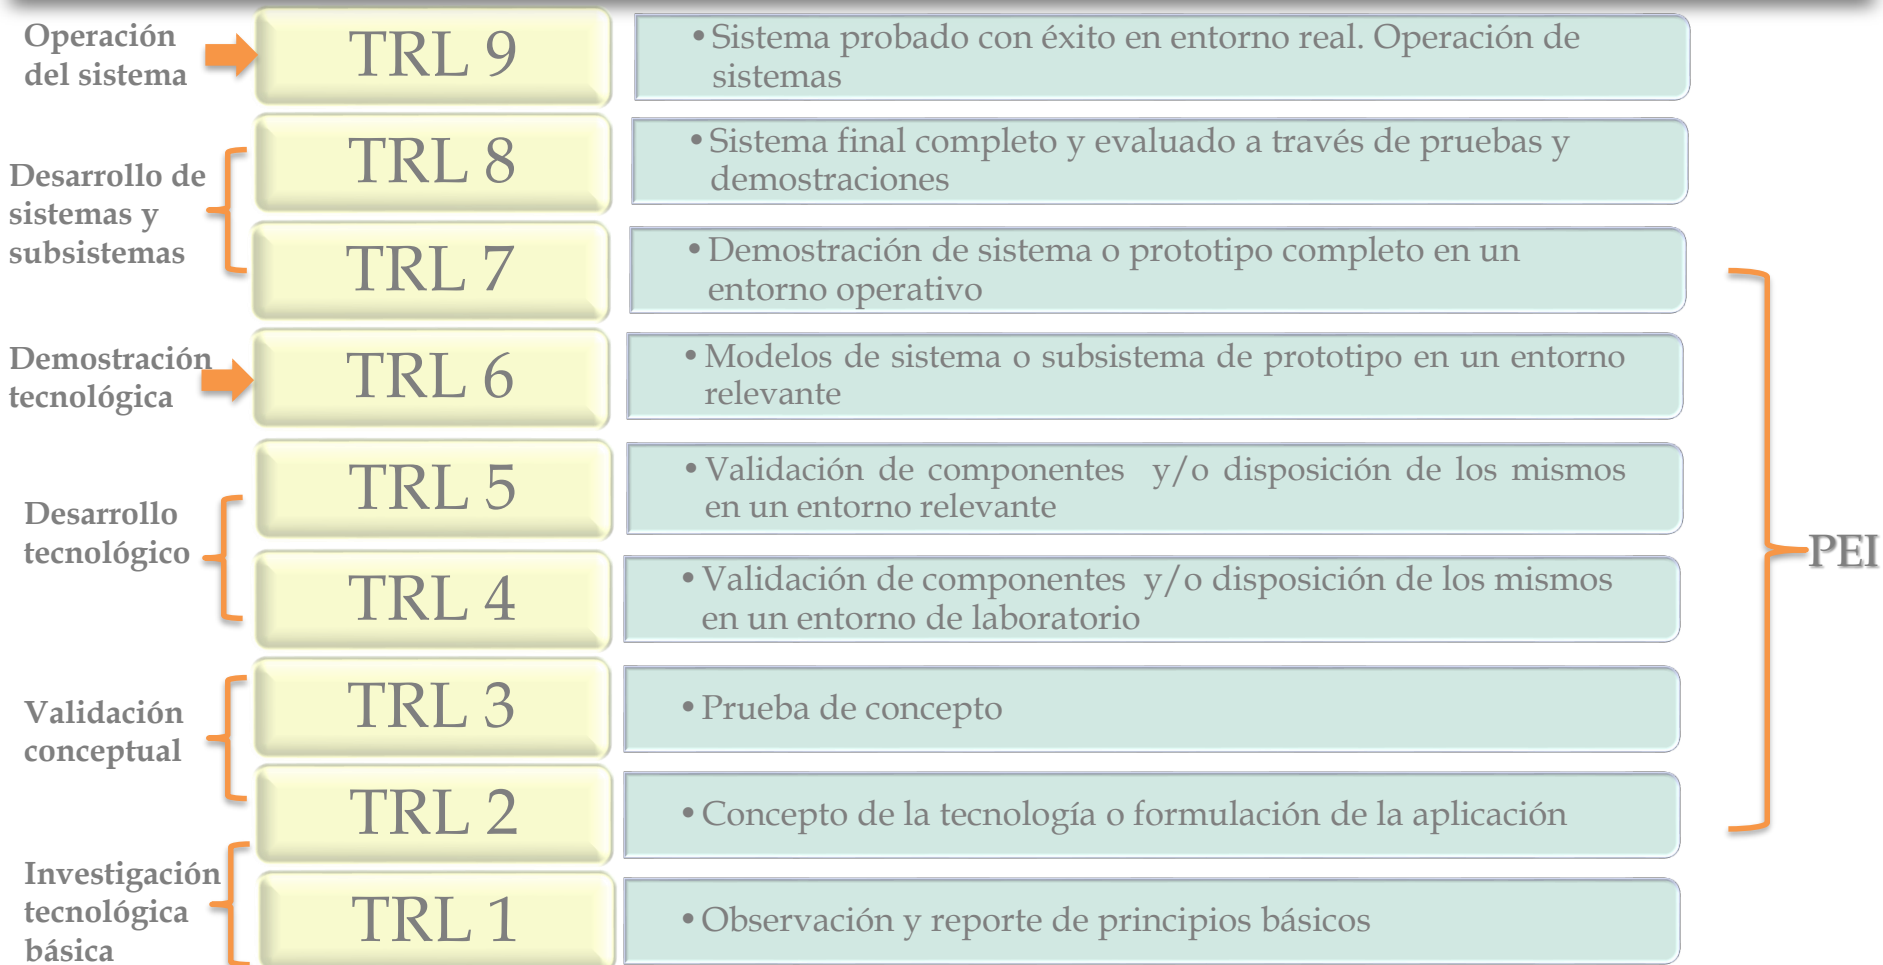 Operación
del sistema
TRL 9
•Sistema probado con éxito en entorno real. Operación de
sistemas
Desarrollo de
sistemas y
subsistemas
TRL 8
•Sistema final completo y evaluado a través de pruebas y
demostraciones
TRL 7
•Demostración de sistema o prototipo completo en un
entorno operativo
Demostración
tecnológica
TRL 6
•Modelos de sistema o subsistema de prototipo en un entorno
relevante
Desarrollo
tecnológico
TRL 5
•Validación de componentes y/o disposición de los mismos
en un entorno relevante
TRL 4
•Validación de componentes y/o disposición de los mismos
en un entorno de laboratorio
Validación
conceptual
TRL 3
•Prueba de concepto
TRL 2
•Concepto de la tecnología o formulación de la aplicación
Investigación
tecnológica
básica
TRL 1
•Observación y reporte de principios básicos
PEI